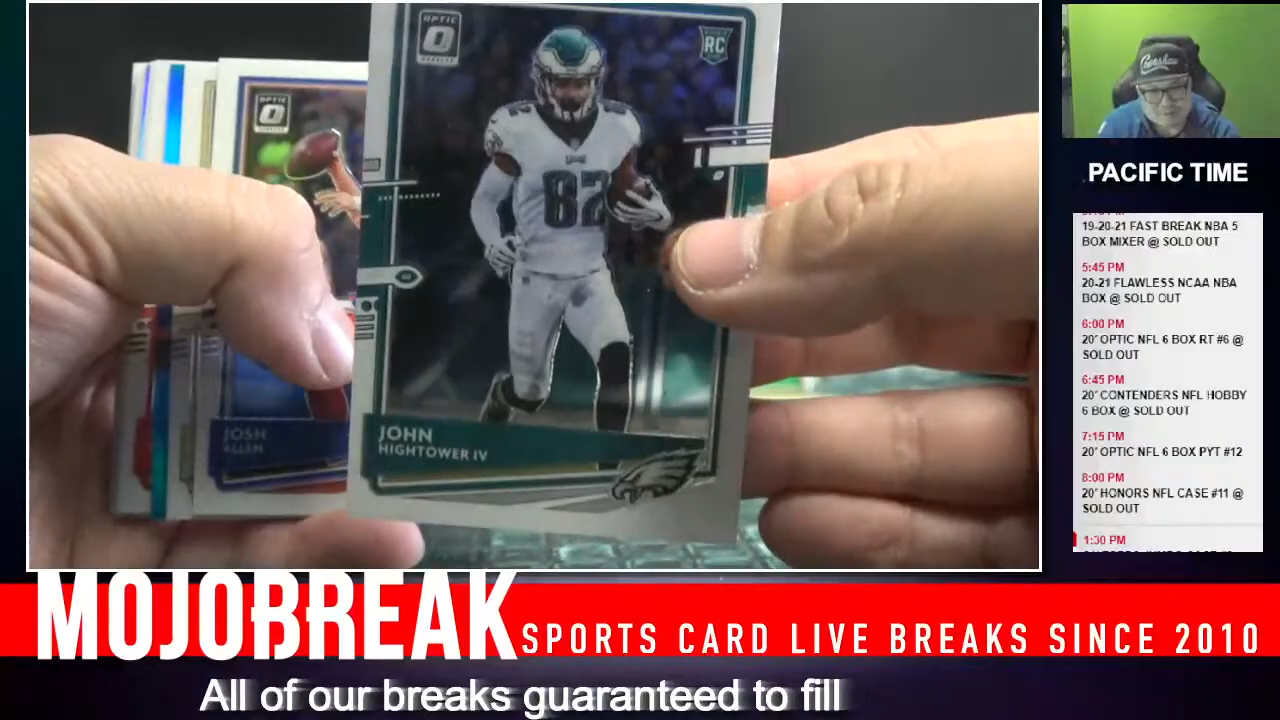 OPTIC
RC
82
82
JOHN
HIGHTOWER IV
OPTIC
JOSH
ALLEN
Crenshaw
PACIFIC TIME
19-20-21 FAST BREAK NBA 5
BOX MIXER @ SOLD OUT
5:45 PM
20-21 FLAWLESS NCAA NBA
BOX @ SOLD OUT
6:00 PM
20' OPTIC NFL 6 BOX RT #6 @
SOLD OUT
6:45 PM
20' CONTENDERS NFL HOBBY
6 BOX @ SOLD OUT
7:15 PM
20' OPTIC NFL 6 BOX PYT #12
8:00 PM
20' HONORS NFL CASE #11 @
SOLD OUT
1:30 PM
MOJOBREAK
SPORTS CARD LIVE BREAKS SINCE 2010
All of our breaks guaranteed to fill